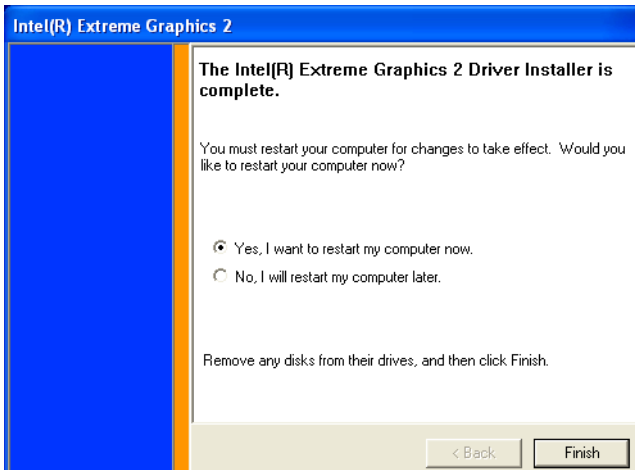 Intel(R) Extreme Graphics 2
The Intel(R) Extreme Graphics 2 Driver Installer is
complete.
You must restart your computer for changes to take effect. Would you
like to restart your computer now?
Yes, I want to restart my computer now.
No, I will restart my computer later.
Remove any disks from their drives, and then click Finish.
< Back
Finish